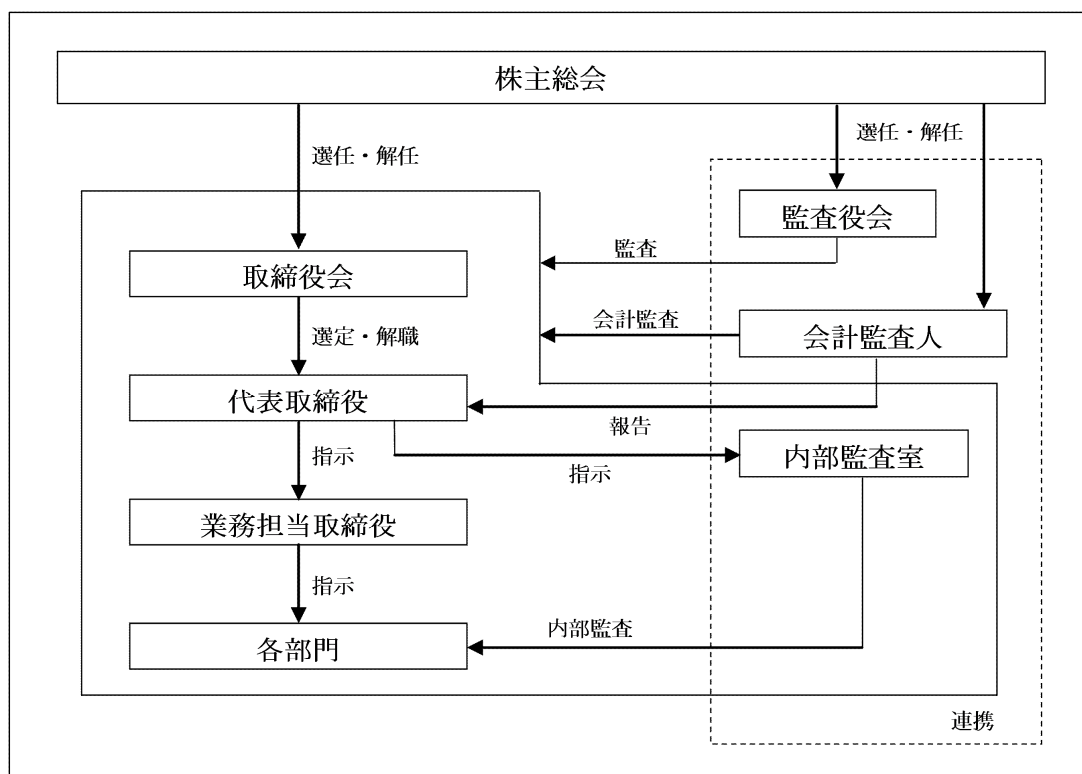 株主総会
選任・解任
選任・解任
監査役会
監査
取締役会
会計監査
会計監査人
選定・解職
代表取締役
報告
指示
指示
内部監査室
業務担当取締役
指示
内部監査
各部門
連携